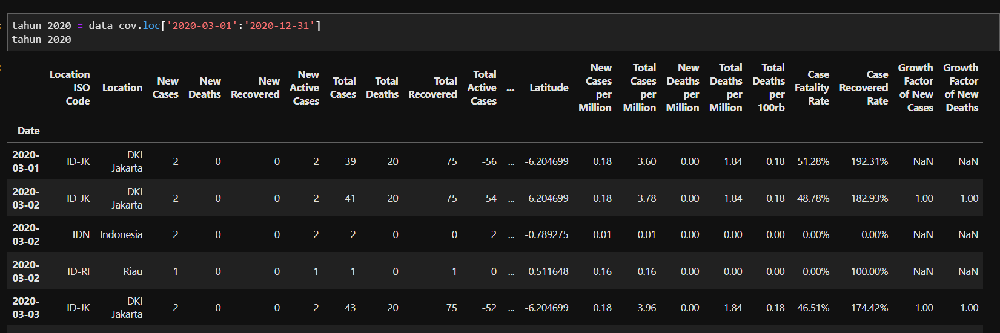 tahun_2020 = data_cov.loc['2020-03-01':'2020-12-31']
tahun_2020
Location ISO Code Location New Cases New Deaths New Recovered New Active Cases Total Cases Total Deaths Total Recovered Total Active Cases ... Latitude New Cases per Million Total Cases per Million New Deaths per Million Total Deaths per Million Total Deaths per 100rb Case Fatality Rate Case Recovered Rate Growth Factor of New Cases Growth Factor of New Deaths
Date
2020-03-01 ID-JK DKI Jakarta 2 0 0 2 39 20 75 -56 ... -6.204699 0.18 3.60 0.00 1.84 0.18 51.28% 192.31% NaN NaN
2020-03-02 ID-JK DKI Jakarta 2 0 0 2 41 20 75 -54 ... -6.204699 0.18 3.78 0.00 1.84 0.18 48.78% 182.93% 1.00 1.00
2020-03-02 IDN Indonesia 2 0 0 2 2 0 0 2 ... -0.789275 0.01 0.01 0.00 0.00 0.00 0.00% 0.00% NaN NaN
2020-03-02 ID-RI Riau 1 0 0 1 1 0 1 0 ... 0.511648 0.16 0.16 0.00 0.00 0.00 0.00% 100.00% NaN NaN
2020-03-03 ID-JK DKI Jakarta 2 0 0 2 43 20 75 -52 ... -6.204699 0.18 3.96 0.00 1.84 0.18 46.51% 174.42% 1.00 1.00